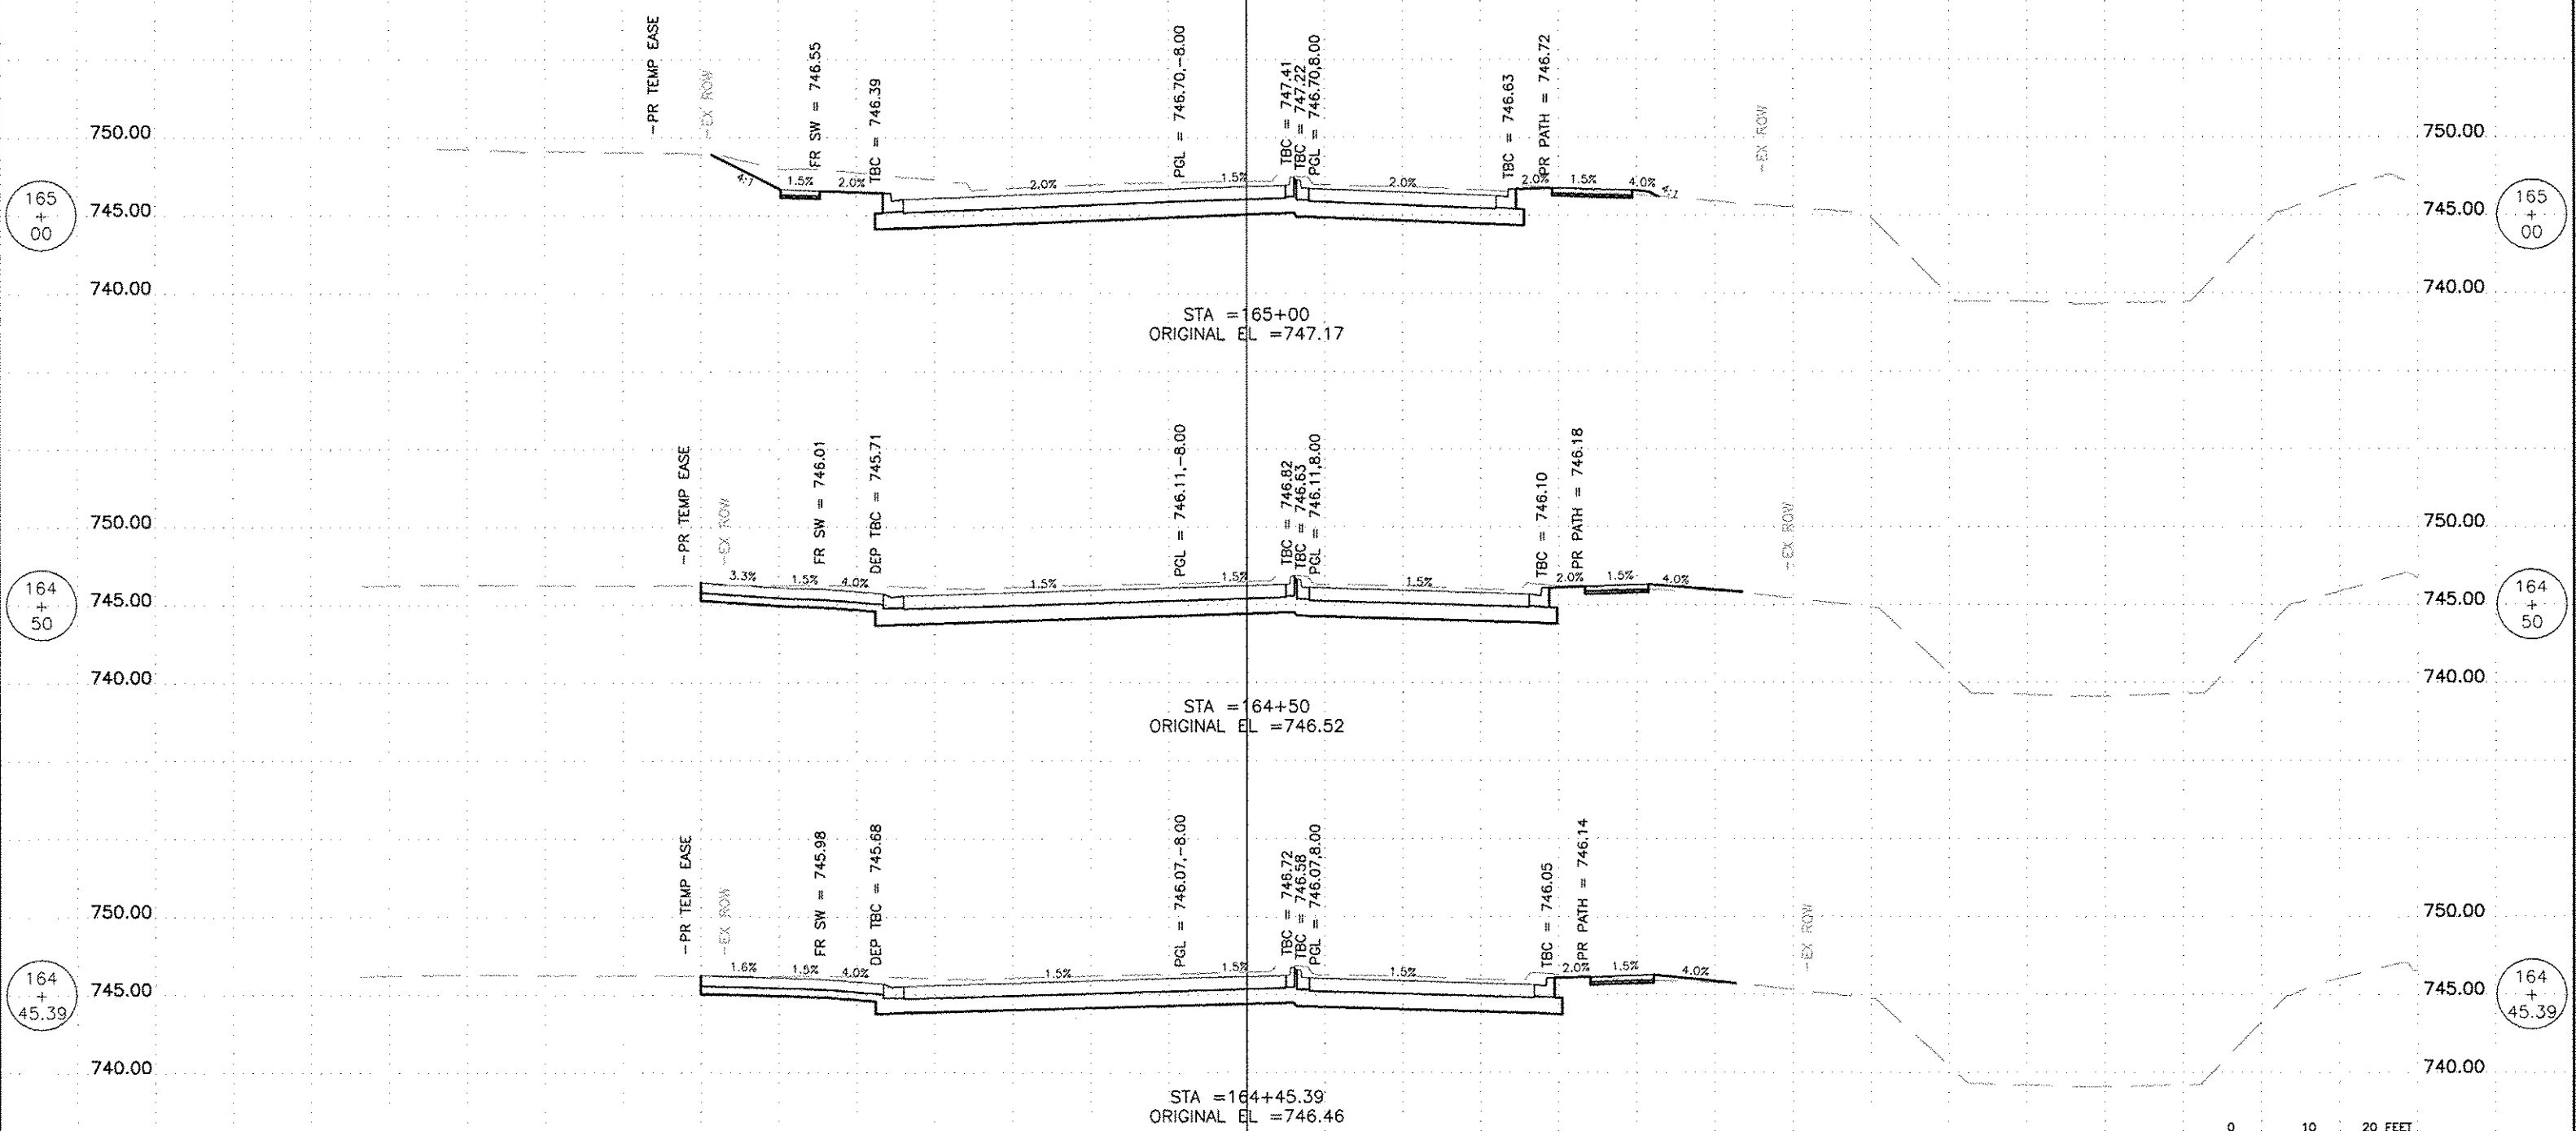 -PR TEMP EASE
-EX ROW
FR SW = 746.55
TBC = 746.39
PGL = 746.70,-8.00
TBC = 747.41
TBC = 747.22
PGL = 746.70,8.00
TBC = 746.63
PR PATH = 746.72
-EX ROW
750.00
750.00
4:1
1.5%
2.0%
2.0%
1.5%
2.0%
2.0%
1.5%
4.0%
4:1
165
+
00
745.00
745.00
165
+
00
740.00
740.00
STA =165+00
ORIGINAL EL =747.17
-PR TEMP EASE
-EX ROW
FR SW = 746.01
DEP TBC = 745.71
PGL = 746.11,-8.00
TBC = 746.82
TBC = 746.63
PGL = 746.11,8.00
TBC = 746.10
PR PATH = 746.18
-EX ROW
750.00
750.00
3.3%
1.5%
4.0%
1.5%
1.5%
1.5%
2.0%
1.5%
4.0%
164
+
50
745.00
745.00
164
+
50
740.00
740.00
STA =164+50
ORIGINAL EL =746.52
-PR TEMP EASE
-EX ROW
FR SW = 745.98
DEP TBC = 745.68
PGL = 746.07,-8.00
TBC = 746.72
TBC = 746.58
PGL = 746.07,8.00
TBC = 746.05
PR PATH = 746.14
-EX ROW
750.00
750.00
1.6%
1.5%
4.0%
1.5%
1.5%
1.5%
2.0%
1.5%
4.0%
164
+
45.39
745.00
745.00
164
+
45.39
740.00
740.00
STA =164+45.39
ORIGINAL EL =746.46
0 10 20 FEET